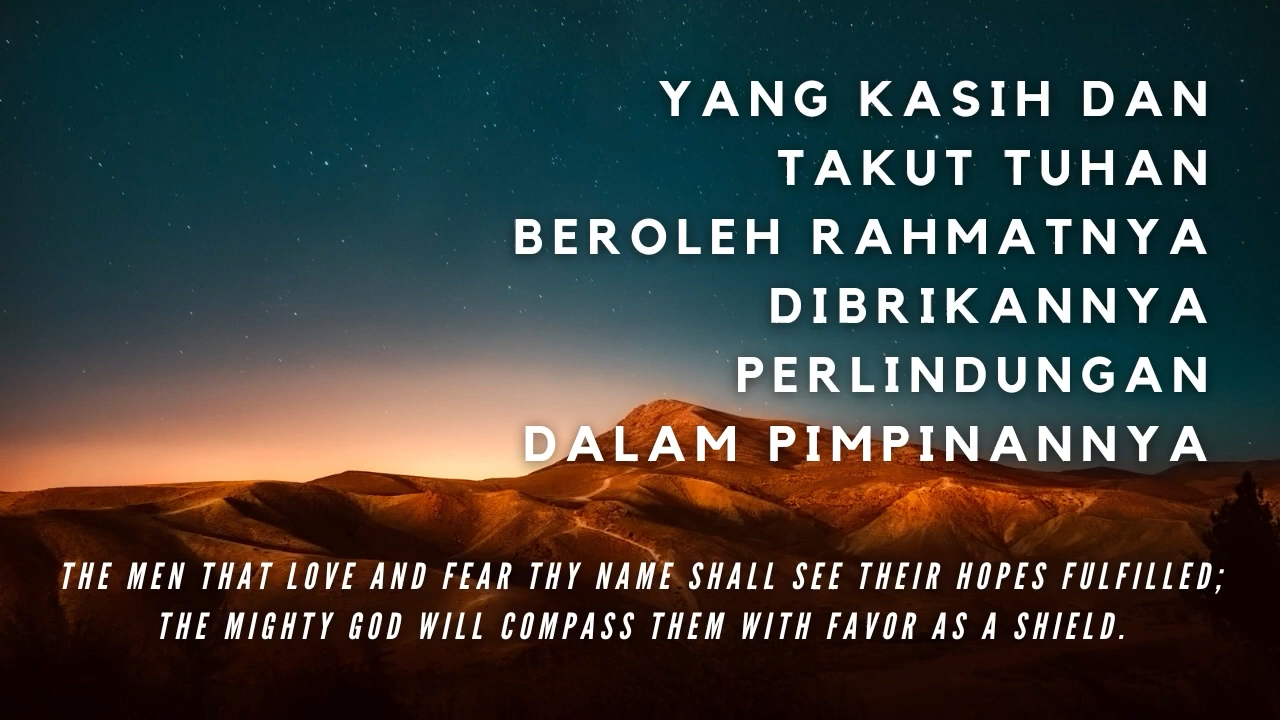 YANG KASIH DAN
TAKUT TUHAN
BEROLEH RAHMATNYA
DIBRIKANNYA
PERLINDUNGAN
DALAM PIMPINANNYA
THE MEN THAT LOVE AND FEAR THY NAME SHALL SEE THEIR HOPES FULFILLED;
THE MIGHTY GOD WILL COMPASS THEM WITH FAVOR AS A SHIELD.